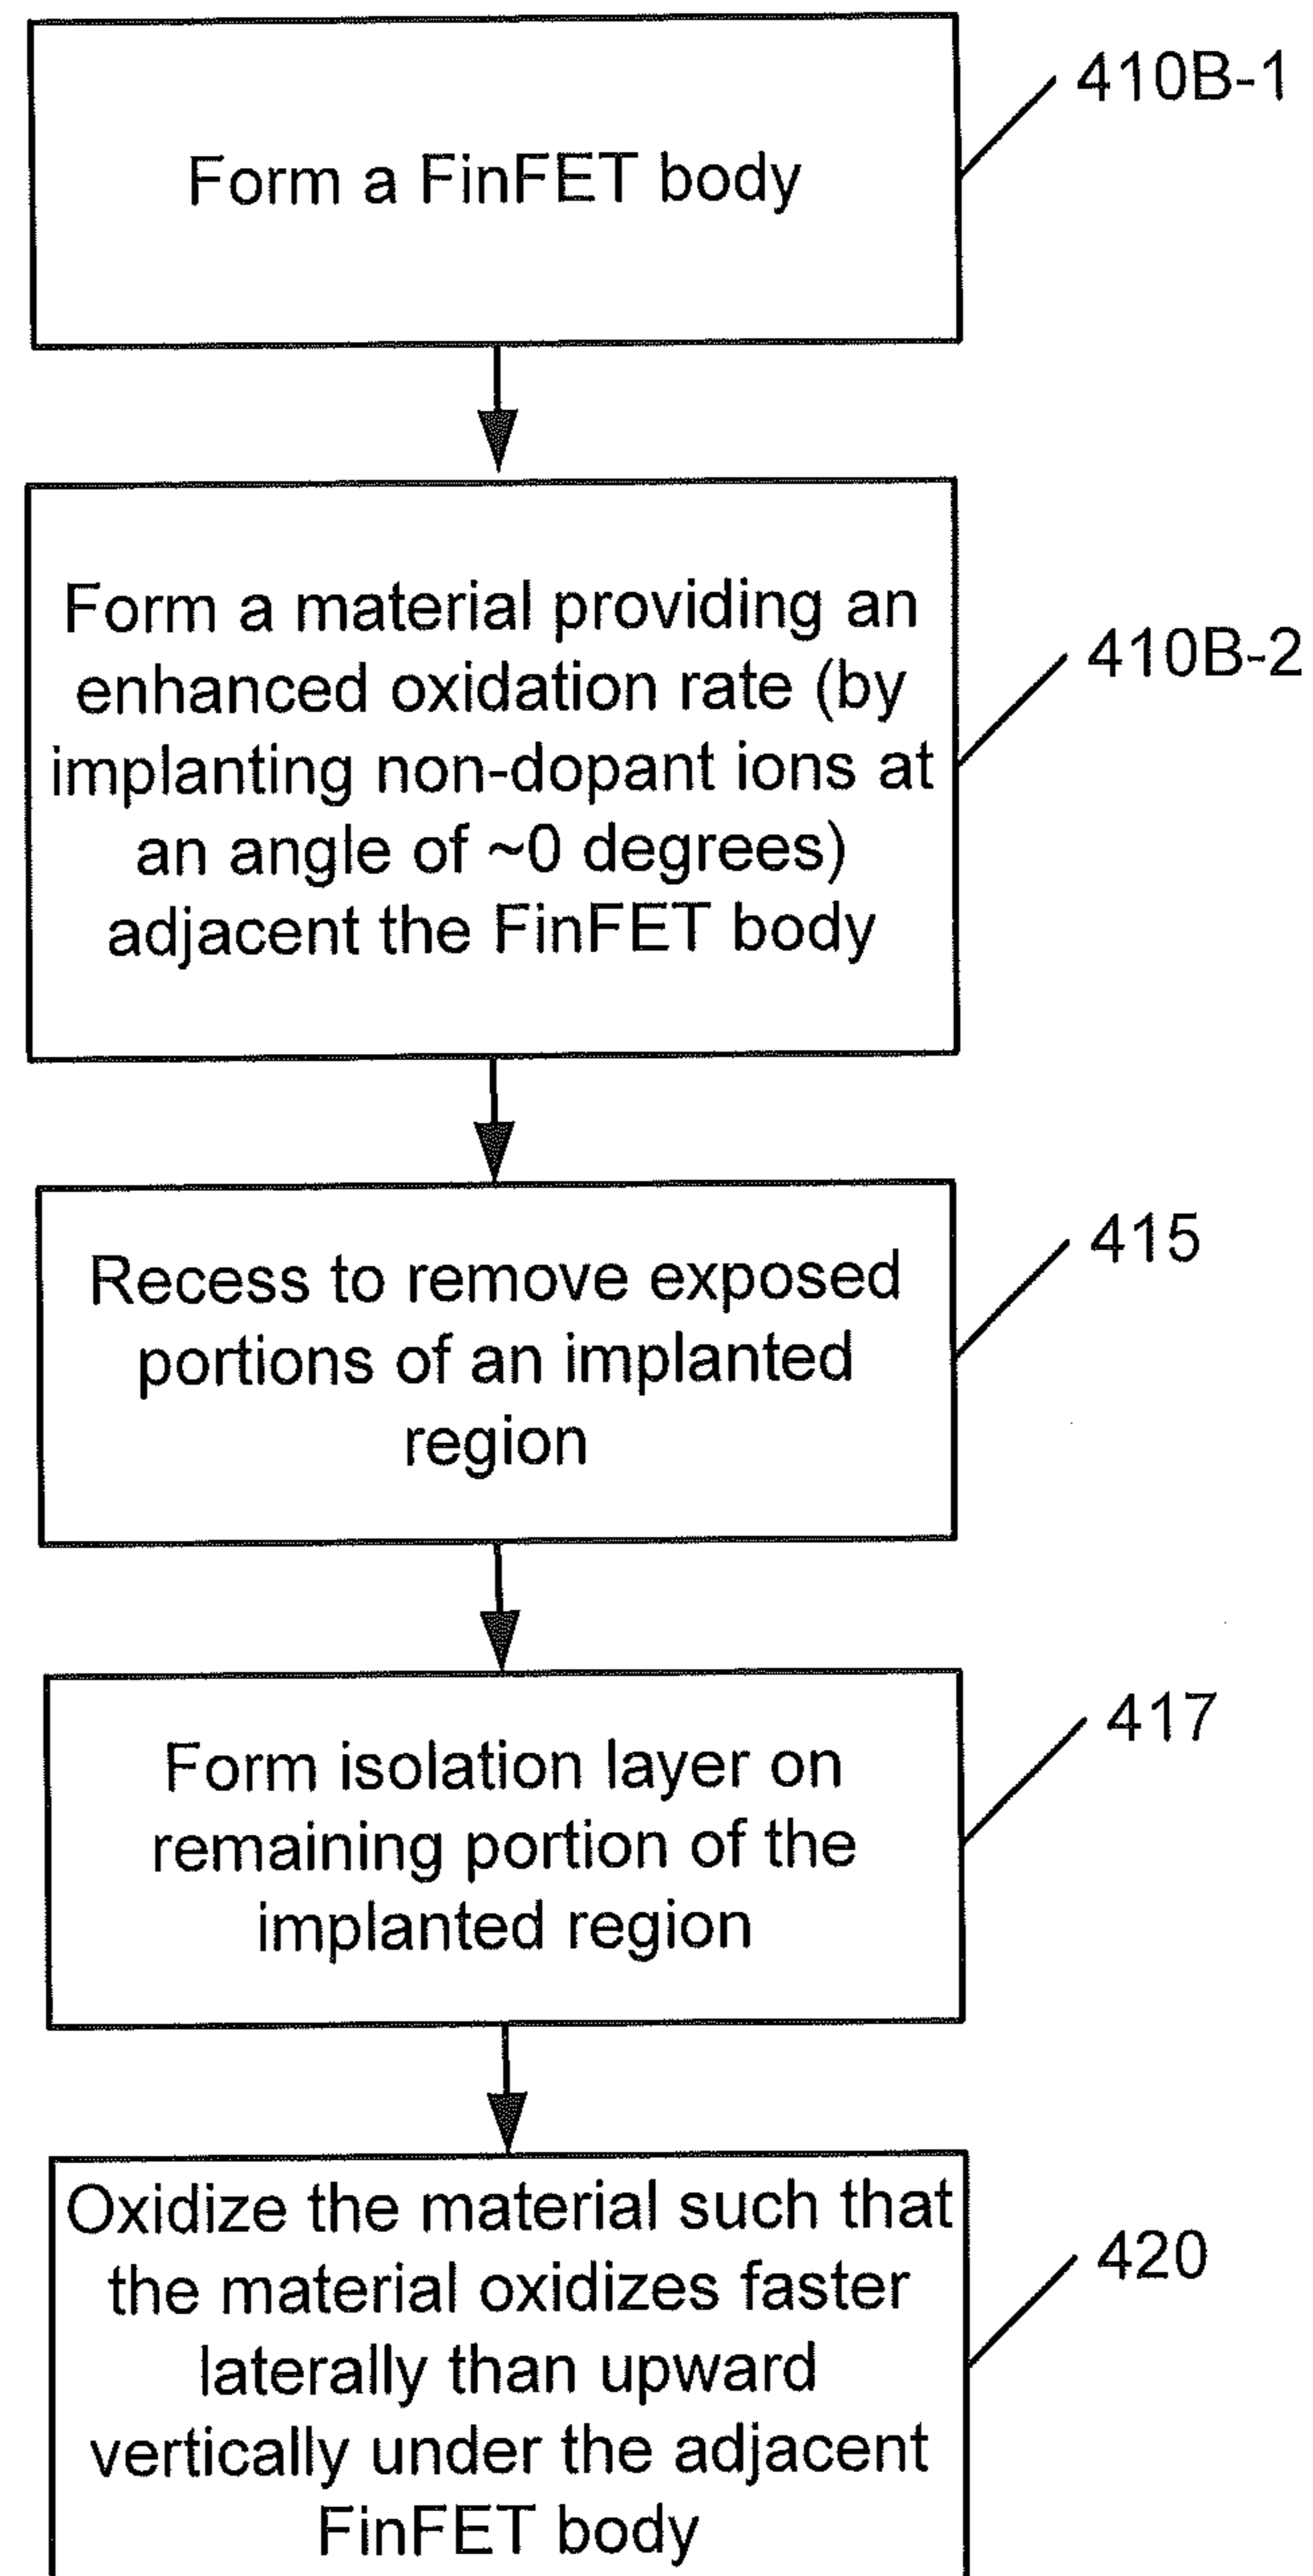 410B-1
Form a FinFET body
Form a material providing an
enhanced oxidation rate (by
implanting non-dopant ions at
an angle of ~0 degrees)
adjacent the FinFET body
410B-2
Recess to remove exposed
portions of an implanted
region
415
Form isolation layer on
remaining portion of the
implanted region
417
Oxidize the material such that
the material oxidizes faster
laterally than upward
vertically under the adjacent
FinFET body
420